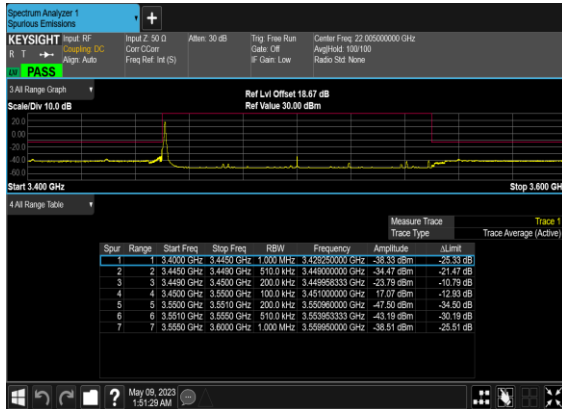 Spectrum Analyzer 1
Spurious Emissions
+
KEYSIGHT Input: RF Input Z: 50 Ω Atten: 30 dB Trig: Free Run Center Freq: 22.005000000 GHz
R T Coupling: DC Corr CCorr Gate: Off Avg|Hold: 100/100
Align: Auto Freq Ref: Int (S) IF Gain: Low Radio Std: None
PASS
3 All Range Graph
Ref Lvl Offset 18.67 dB
Scale/Div 10.0 dB Ref Value 30.00 dBm
20.0
0.00
-20.0
-40.0
-60.0
Start 3.400 GHz Stop 3.600 GH
4 All Range Table
Measure Trace Trace 1
Trace Type Trace Average (Active)
Spur Range Start Freq Stop Freq RBW Frequency Amplitude ΔLimit
1 1 3.4000 GHz 3.4450 GHz 1.000 MHz 3.429250000 GHz -38.33 dBm -25.33 dB
2 2 3.4450 GHz 3.4490 GHz 510.0 kHz 3.449000000 GHz -34.47 dBm -21.47 dB
3 3 3.4490 GHz 3.4500 GHz 200.0 kHz 3.449958333 GHz -23.79 dBm -10.79 dB
4 4 3.4500 GHz 3.5500 GHz 100.0 kHz 3.451000000 GHz 17.07 dBm -12.93 dB
5 5 3.5500 GHz 3.5510 GHz 200.0 kHz 3.550960000 GHz -47.50 dBm -34.50 dB
6 6 3.5510 GHz 3.5550 GHz 510.0 kHz 3.553953333 GHz -43.19 dBm -30.19 dB
7 7 3.5550 GHz 3.6000 GHz 1.000 MHz 3.559950000 GHz -38.51 dBm -25.51 dB
? May 09, 2023
1:51:29 AM